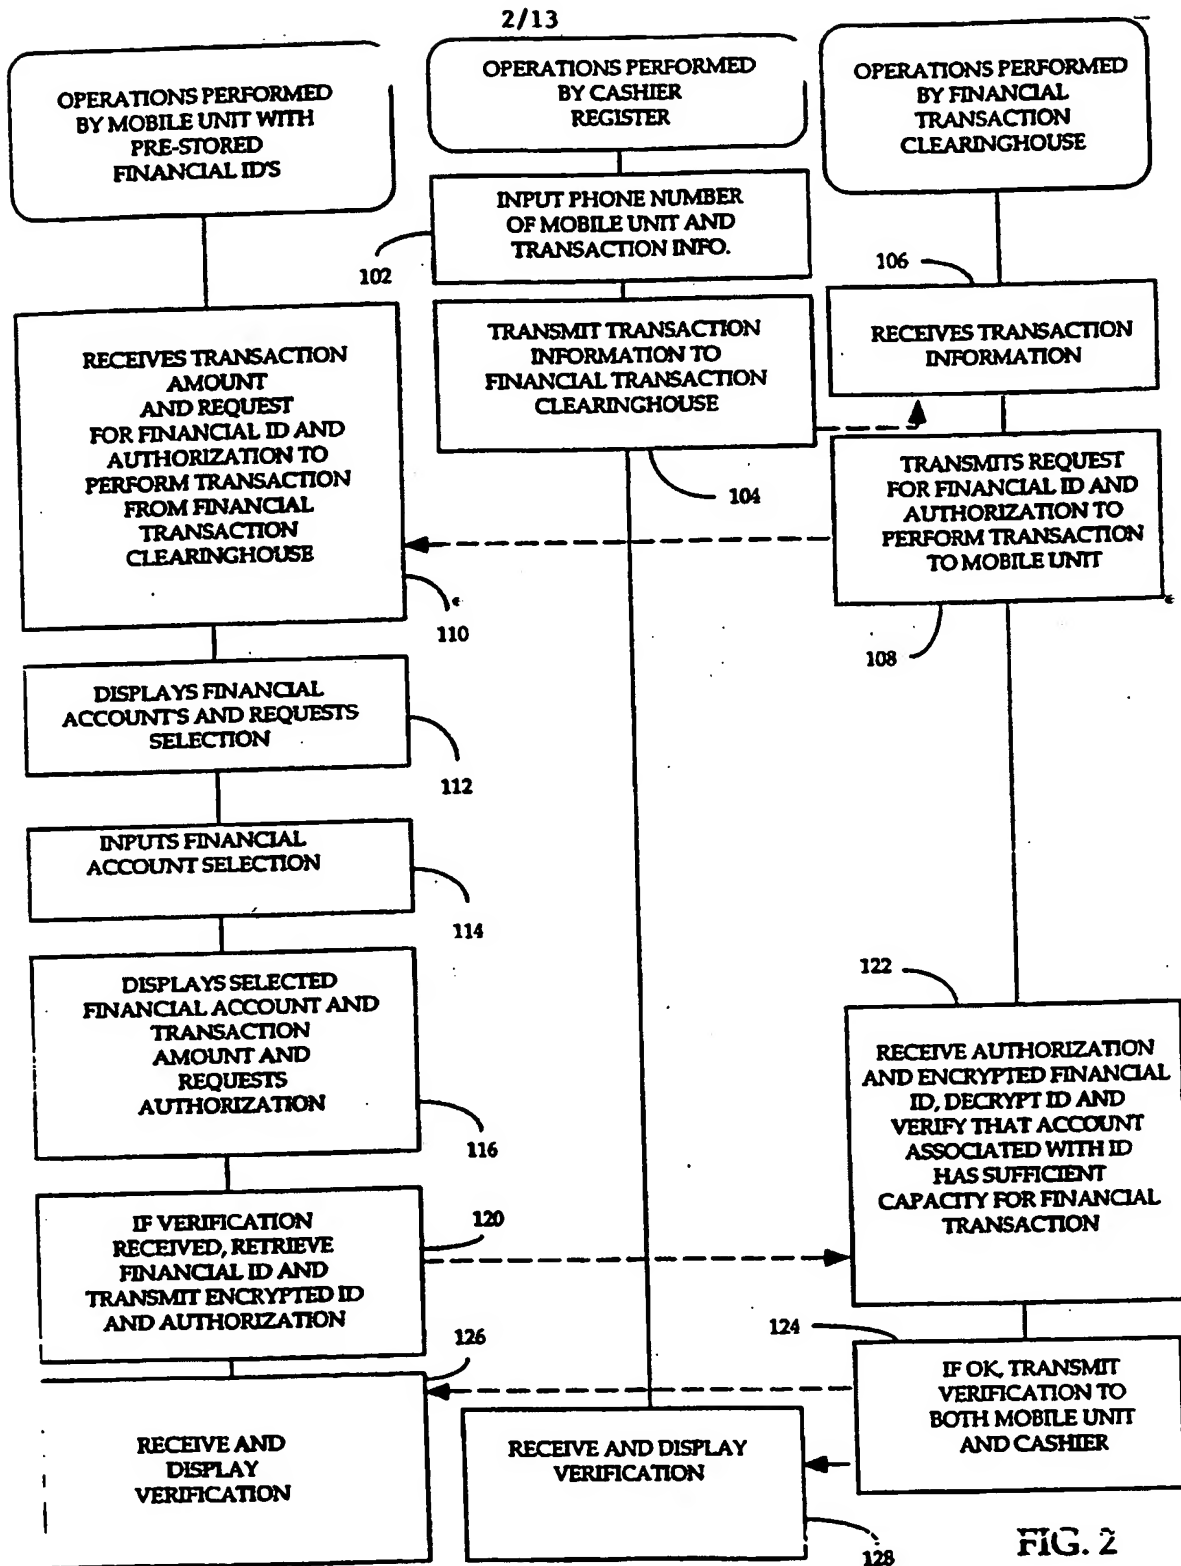 2/13
OPERATIONS PERFORMED
BY MOBILE UNIT WITH
PRE-STORED
FINANCIAL ID'S
OPERATIONS PERFORMED
BY CASHIER
REGISTER
OPERATIONS PERFORMED
BY FINANCIAL
TRANSACTION
CLEARINGHOUSE
INPUT PHONE NUMBER
OF MOBILE UNIT AND
TRANSACTION INFO.
102
TRANSMIT TRANSACTION
INFORMATION TO
FINANCIAL TRANSACTION
CLEARINGHOUSE
104
106
RECEIVES TRANSACTION
INFORMATION
TRANSMITS REQUEST
FOR FINANCIAL ID AND
AUTHORIZATION TO
PERFORM TRANSACTION
TO MOBILE UNIT
108
RECEIVES TRANSACTION
AMOUNT
AND REQUEST
FOR FINANCIAL ID AND
AUTHORIZATION TO
PERFORM TRANSACTION
FROM FINANCIAL
TRANSACTION
CLEARINGHOUSE
110
DISPLAYS FINANCIAL
ACCOUNT'S AND REQUESTS
SELECTION
112
INPUTS FINANCIAL
ACCOUNT SELECTION
114
DISPLAYS SELECTED
FINANCIAL ACCOUNT AND
TRANSACTION
AMOUNT AND
REQUESTS
AUTHORIZATION
116
IF VERIFICATION
RECEIVED, RETRIEVE
FINANCIAL ID AND
TRANSMIT ENCRYPTED ID
AND AUTHORIZATION
120
122
RECEIVE AUTHORIZATION
AND ENCRYPTED FINANCIAL
ID, DECRYPT ID AND
VERIFY THAT ACCOUNT
ASSOCIATED WITH ID
HAS SUFFICIENT
CAPACITY FOR FINANCIAL
TRANSACTION
124
IF OK, TRANSMIT
VERIFICATION TO
BOTH MOBILE UNIT
AND CASHIER
126
RECEIVE AND
DISPLAY
VERIFICATION
RECEIVE AND DISPLAY
VERIFICATION
128
FIG. 2